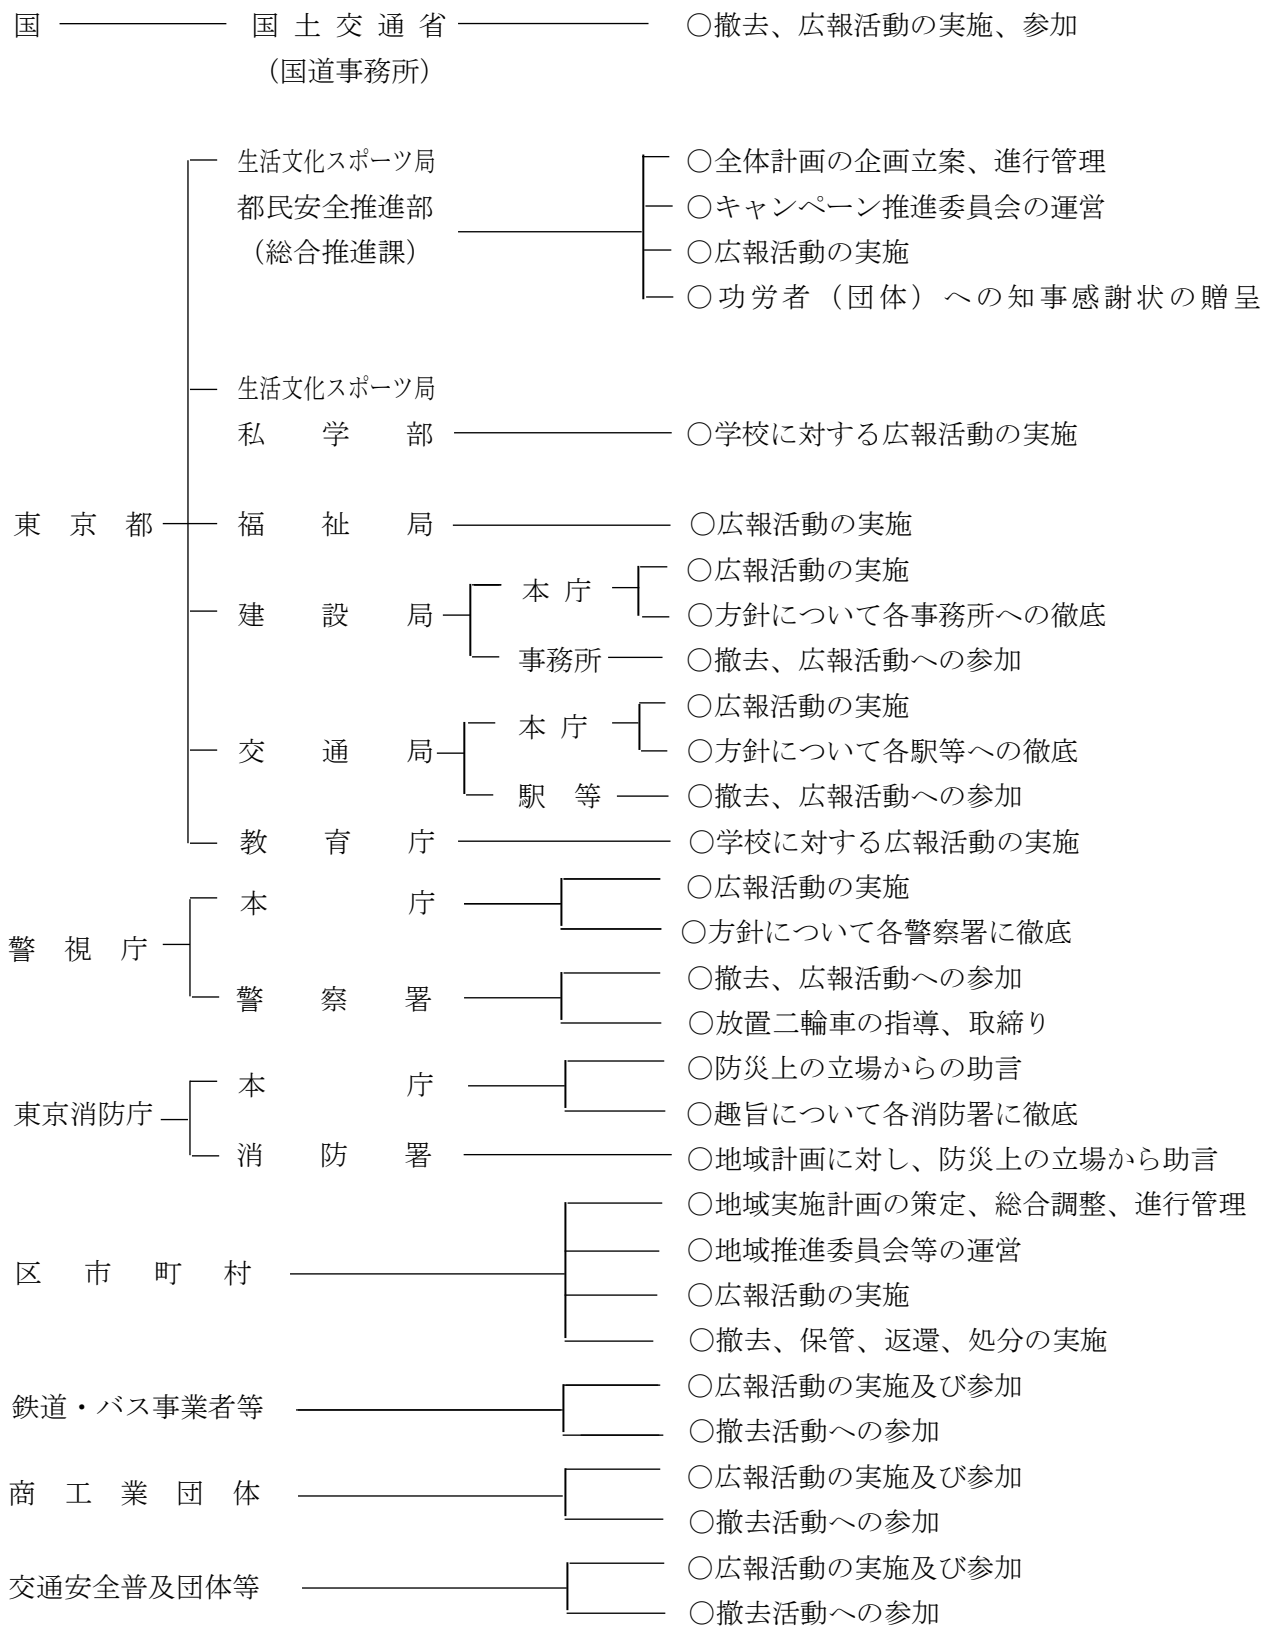 国 国土交通省 ○撤去、広報活動の実施、参加
（国道事務所）
生活文化スポーツ局 ○全体計画の企画立案、進行管理
都民安全推進部 ○キャンペーン推進委員会の運営
（総合推進課） ○広報活動の実施
○功労者（団体）への知事感謝状の贈呈
生活文化スポーツ局
私学部 ○学校に対する広報活動の実施
東京都 福祉局 ○広報活動の実施
○広報活動の実施
建設局 本庁 ○方針について各事務所への徹底
事務所 ○撤去、広報活動への参加
○広報活動の実施
交通局 本庁 ○方針について各駅等への徹底
駅等 ○撤去、広報活動への参加
教育庁 ○学校に対する広報活動の実施
本庁 ○広報活動の実施
○方針について各警察署に徹底
警視庁
○撤去、広報活動への参加
警察署 ○放置二輪車の指導、取締り
本庁 ○防災上の立場からの助言
東京消防庁 ○趣旨について各消防署に徹底
消防署 ○地域計画に対し、防災上の立場から助言
○地域実施計画の策定、総合調整、進行管理
○地域推進委員会等の運営
区市町村
○広報活動の実施
○撤去、保管、返還、処分の実施
○広報活動の実施及び参加
鉄道・バス事業者等
○撤去活動への参加
○広報活動の実施及び参加
商工業団体
○撤去活動への参加
○広報活動の実施及び参加
交通安全普及団体等
○撤去活動への参加